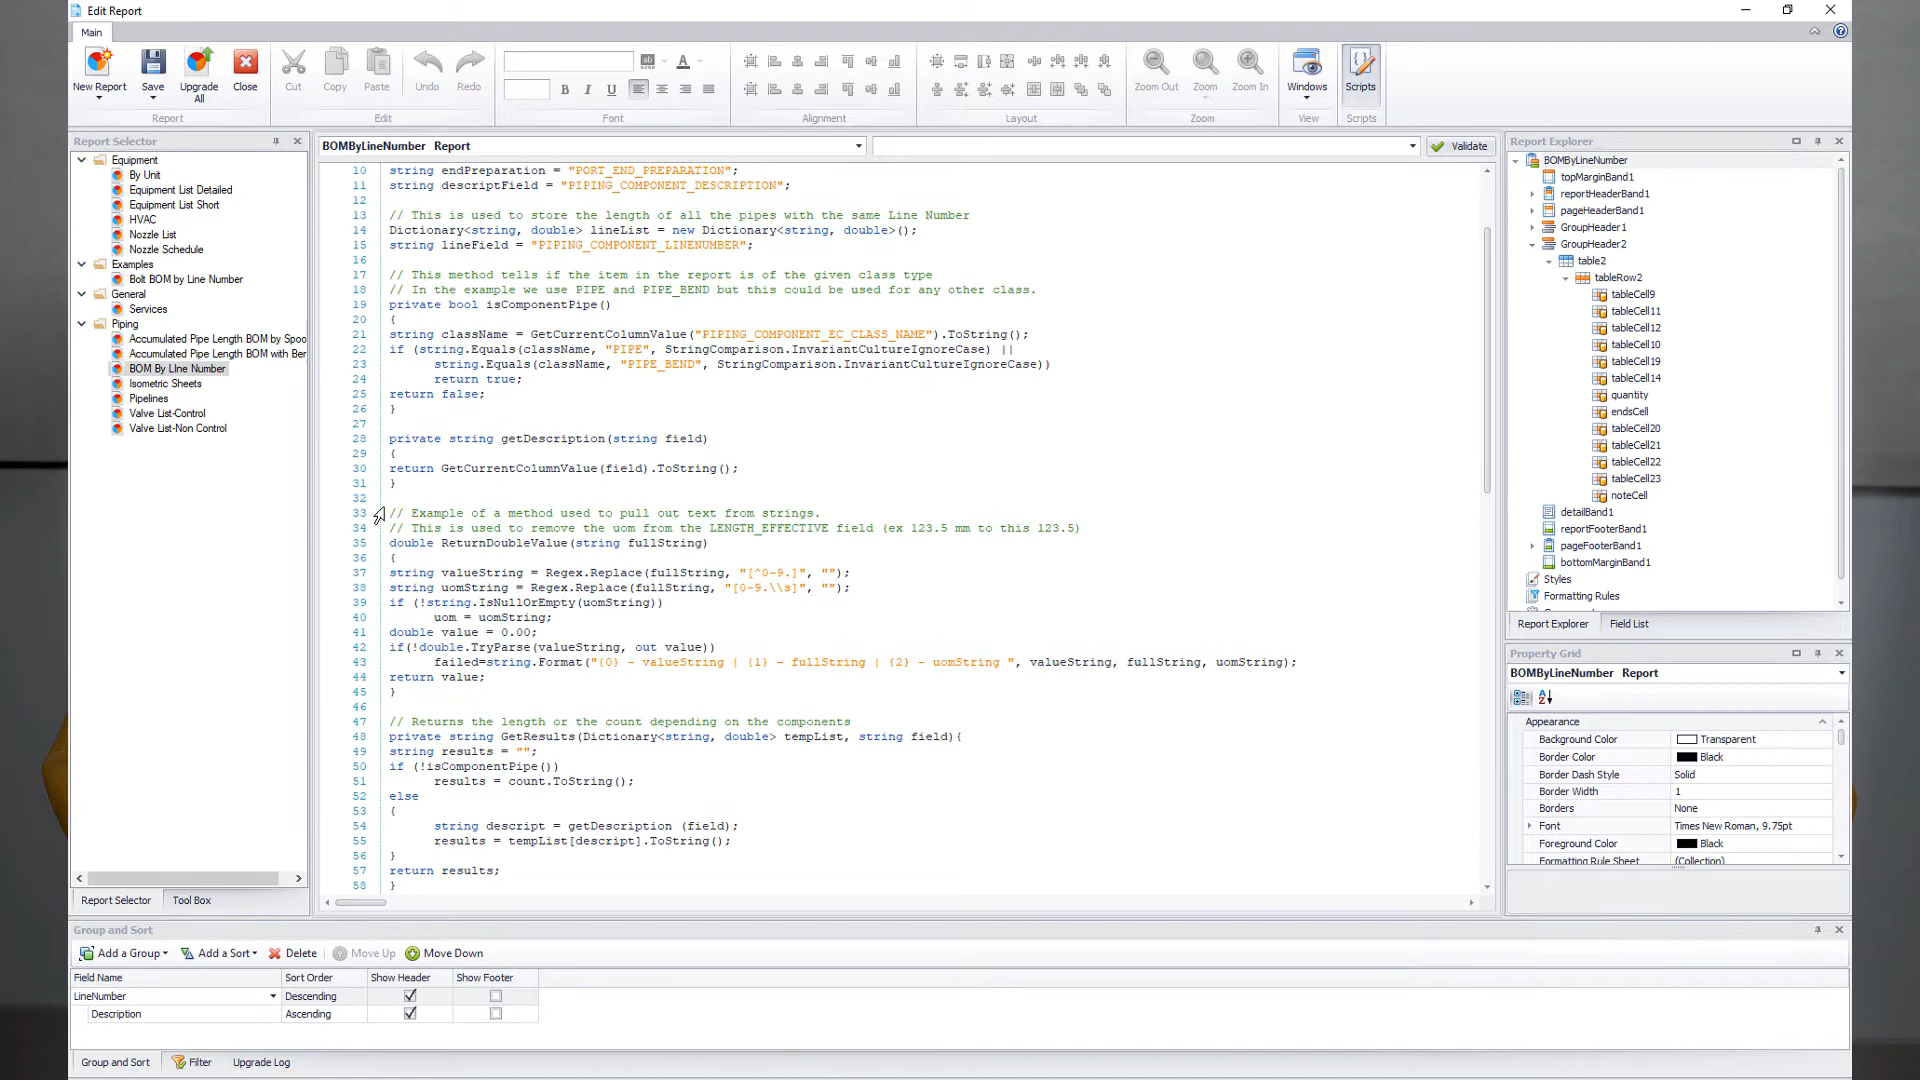 Edit Report
Main
New Report
Save
Upgrade
All
Close
Cut
Copy
Paste
Undo
Redo
B I U
Zoom Out
Zoom
Zoom In
Windows
Scripts
Report
Edit
Font
Alignment
Layout
Zoom
View
Scripts
Report Selector
Equipment
By Unit
Equipment List Detailed
Equipment List Short
HVAC
Nozzle List
Nozzle Schedule
Examples
Bolt BOM by Line Number
General
Services
Piping
Accumulated Pipe Length BOM by Spoo
Accumulated Pipe Length BOM with Ber
BOM By LIne Number
Isometric Sheets
Pipelines
Valve List-Control
Valve List-Non Control
Report Selector
Tool Box
BOMByLineNumber Report
Validate
10 string endPreparation = "PORT_END_PREPARATION";
11 string descriptField = "PIPING_COMPONENT_DESCRIPTION";
12
13 // This is used to store the length of all the pipes with the same Line Number
14 Dictionary<string, double> lineList = new Dictionary<string, double>();
15 string lineField = "PIPING_COMPONENT_LINENUMBER";
16
17 // This method tells if the item in the report is of the given class type
18 // In the example we use PIPE and PIPE_BEND but this could be used for any other class.
19 private bool isComponentPipe()
20 {
21 string className = GetCurrentColumnValue("PIPING_COMPONENT_EC_CLASS_NAME").ToString();
22 if (string.Equals(className, "PIPE", StringComparison.InvariantCultureIgnoreCase) ||
23 string.Equals(className, "PIPE_BEND", StringComparison.InvariantCultureIgnoreCase))
24 return true;
25 return false;
26 }
27
28 private string getDescription(string field)
29 {
30 return GetCurrentColumnValue(field).ToString();
31 }
32
33 // Example of a method used to pull out text from strings.
34 // This is used to remove the uom from the LENGTH_EFFECTIVE field (ex 123.5 mm to this 123.5)
35 double ReturnDoubleValue(string fullString)
36 {
37 string valueString = Regex.Replace(fullString, "[^0-9.]", "");
38 string uomString = Regex.Replace(fullString, "[0-9.\\s]", "");
39 if (!string.IsNullOrEmpty(uomString))
40 uom = uomString;
41 double value = 0.00;
42 if(!double.TryParse(valueString, out value))
43 failed=string.Format("{0} - valueString | {1} - fullString | {2} - uomString ", valueString, fullString, uomString);
44 return value;
45 }
46
47 // Returns the length or the count depending on the components
48 private string GetResults(Dictionary<string, double> tempList, string field){
49 string results = "";
50 if (!isComponentPipe())
51 results = count.ToString();
52 else
53 {
54 string descript = getDescription (field);
55 results = tempList[descript].ToString();
56 }
57 return results;
58 }
Report Explorer
BOMByLineNumber
topMarginBand1
reportHeaderBand1
pageHeaderBand1
GroupHeader1
GroupHeader2
table2
tableRow2
tableCell9
tableCell11
tableCell12
tableCell10
tableCell19
tableCell14
quantity
endsCell
tableCell20
tableCell21
tableCell22
tableCell23
noteCell
detailBand1
reportFooterBand1
pageFooterBand1
bottomMarginBand1
Styles
Formatting Rules
Report Explorer
Field List
Property Grid
BOMByLineNumber Report
Appearance
Background Color Transparent
Border Color Black
Border Dash Style Solid
Border Width 1
Borders None
Font Times New Roman, 9.75pt
Foreground Color Black
Formatting Rule Sheet (Collection)
Group and Sort
Add a Group
Add a Sort
Delete
Move Up
Move Down
Field Name Sort Order Show Header Show Footer
LineNumber Descending
Description Ascending
Group and Sort
Filter
Upgrade Log